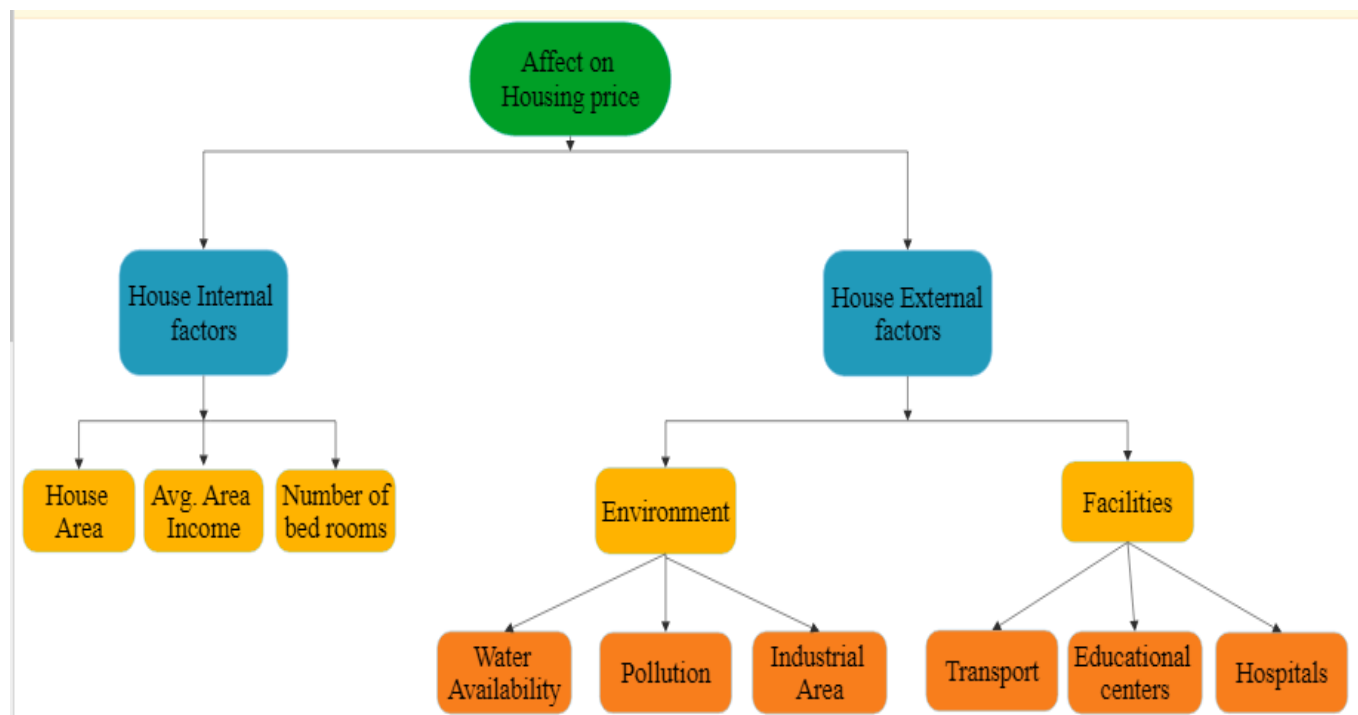 Affect on
Housing price
House Internal
factors
House External
factors
House
Area
Avg. Area
Income
Number of
bed rooms
Environment
Facilities
Water
Availability
Pollution
Industrial
Area
Transport
Educational
centers
Hospitals